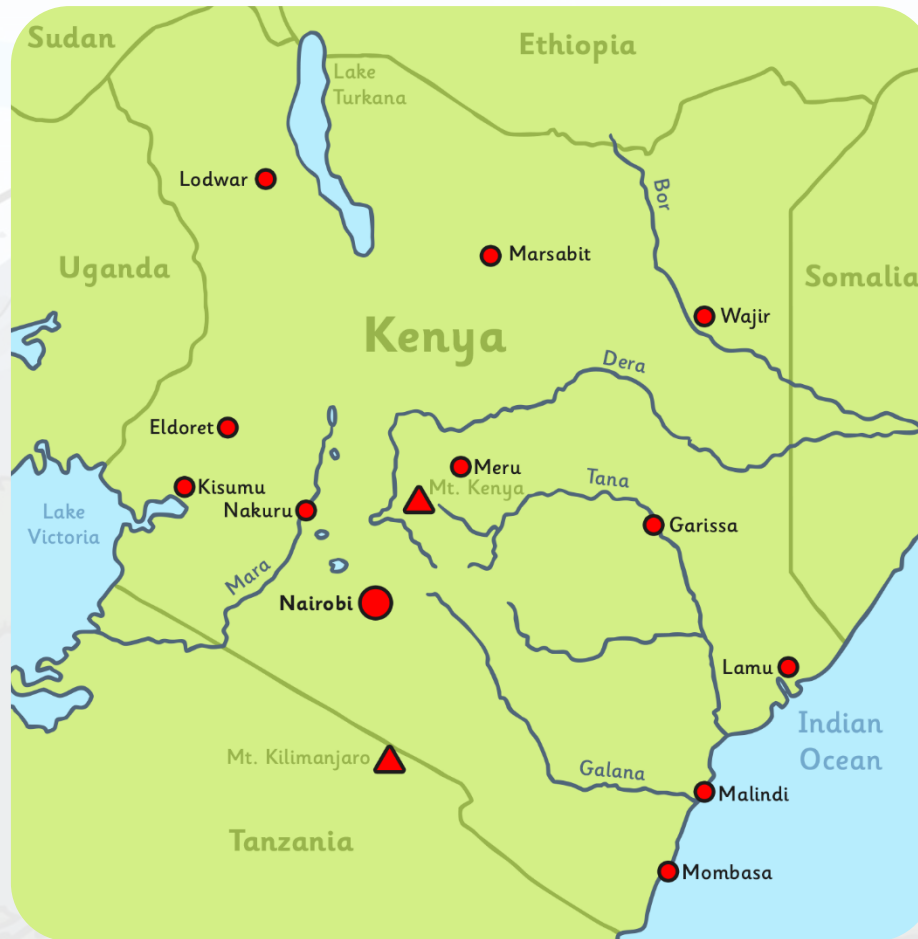 Sudan
Ethiopia
Lake
Turkana
Lodwar
Bor
Marsabit
Uganda
Somalia
Wajir
Kenya
Dera
Eldoret
Meru
Kisumu
Mt. Kenya
Tana
Nakuru
Lake
Victoria
Garissa
Mara
Nairobi
Lamu
Indian
Ocean
Mt. Kilimanjaro
Galana
Malindi
Tanzania
Mombasa